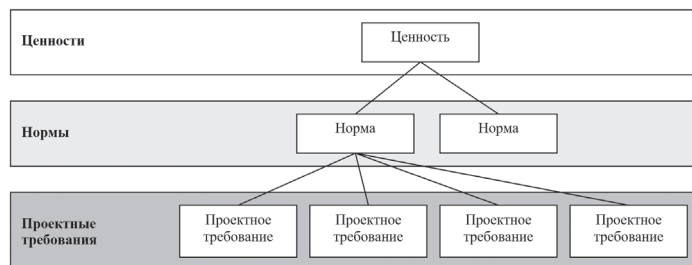 Ценности
Ценность
Нормы
Норма
Норма
Проектные
требования
Проектное
требование
Проектное
требование
Проектное
требование
Проектное
требование